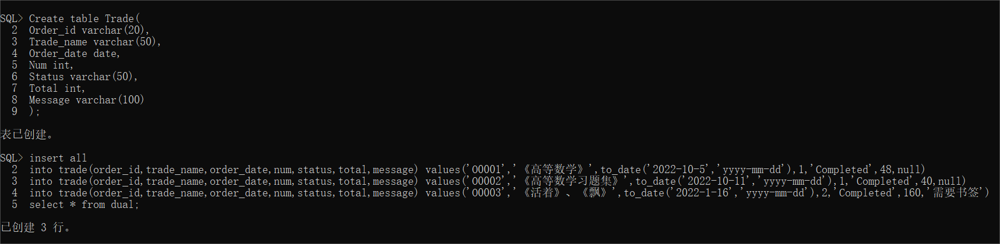 SQL> Create table Trade(
  2  Order_id varchar(20),
  3  Trade_name varchar(50),
  4  Order_date date,
  5  Num int,
  6  Status varchar(50),
  7  Total int,
  8  Message varchar(100)
  9  );
表已创建。
SQL> insert all
  2  into trade(order_id,trade_name,order_date,num,status,total,message) values('O0001','《高等数学》',to_date('2022-10-5','yyyy-mm-dd'),1,'Completed',48,null)
  3  into trade(order_id,trade_name,order_date,num,status,total,message) values('O0002','《高等数学习题集》',to_date('2022-10-11','yyyy-mm-dd'),1,'Completed',40,null)
  4  into trade(order_id,trade_name,order_date,num,status,total,message) values('O0003','《活着》、《飘》',to_date('2022-1-16','yyyy-mm-dd'),2,'Completed',160,'需要书签')
  5  select * from dual;
已创建 3 行。